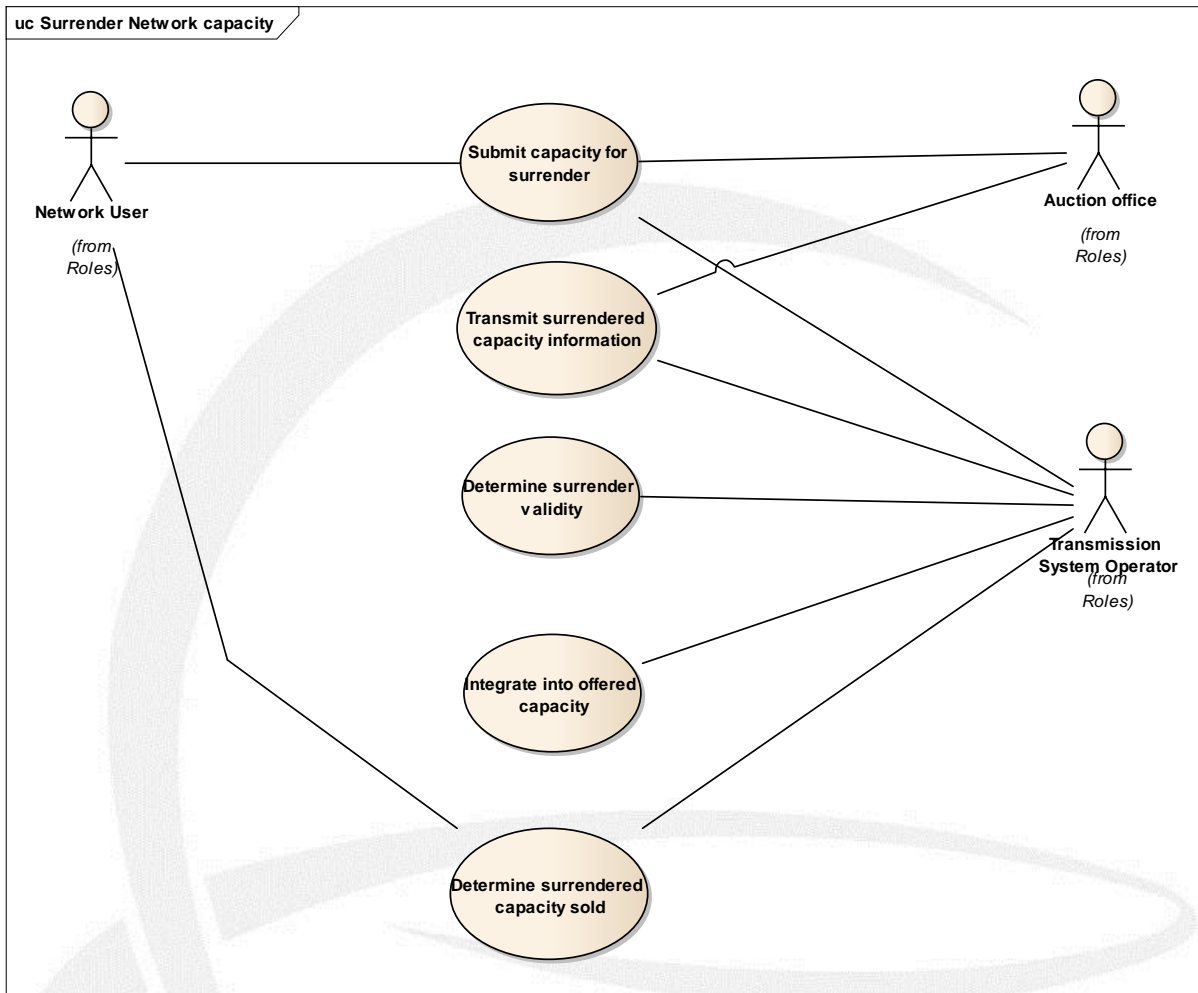 uc Surrender Network capacity
Network User
(from
Roles)
Submit capacity for
surrender
Auction office
(from
Roles)
Transmit surrendered
capacity information
Determine surrender
validity
Transmission
System Operator
(from
Roles)
Integrate into offered
capacity
Determine surrendered
capacity sold